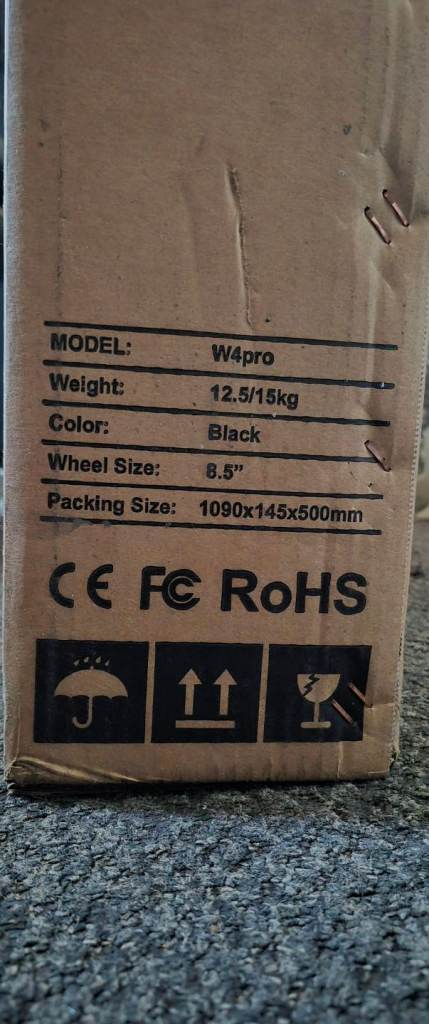 MODEL: W4pro
Weight: 12.5/15kg
Color: Black
Wheel Size: 8.5”
Packing Size: 1090x145x500mm
CE FC RoHS